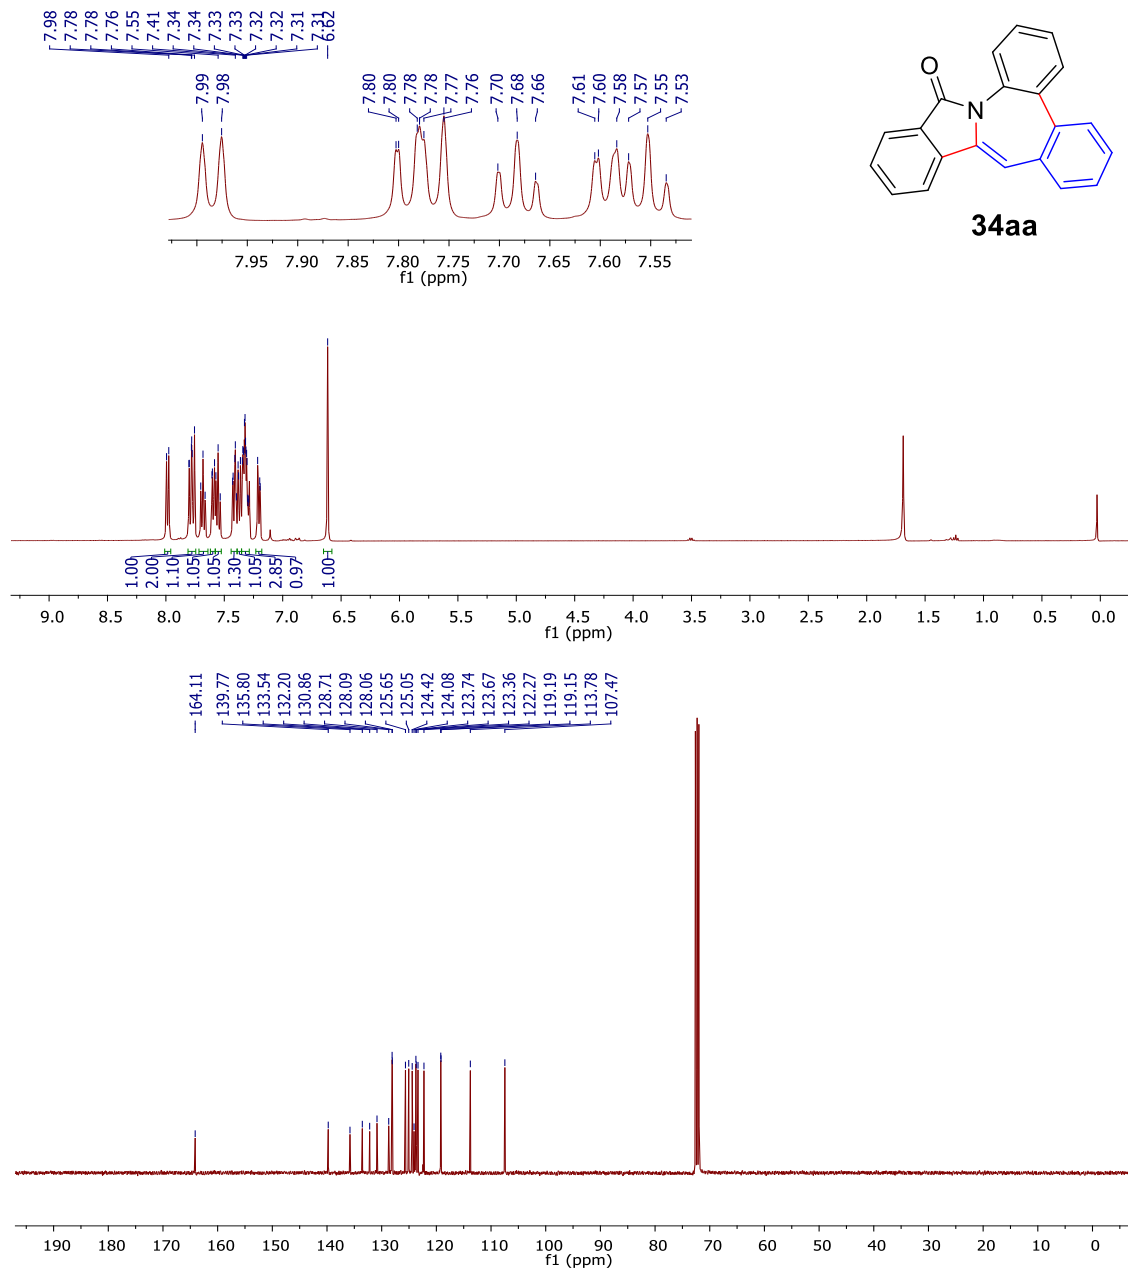 7.98 7.78 7.78 7.76 7.55 7.41 7.34 7.34 7.33 7.33 7.32 7.32 7.31 7.31 6.62
7.99 7.98 7.80 7.80 7.78 7.78 7.77 7.76 7.70 7.68 7.66 7.61 7.60 7.58 7.57 7.55 7.53
7.95 7.90 7.85 7.80 7.75 7.70 7.65 7.60 7.55
f1 (ppm)
O
N
34aa
1.00 2.00 1.10 1.05 1.05 1.30 1.05 2.85 0.97 1.00
9.0 8.5 8.0 7.5 7.0 6.5 6.0 5.5 5.0 4.5 4.0 3.5 3.0 2.5 2.0 1.5 1.0 0.5 0.0
f1 (ppm)
164.11 139.77 135.80 133.54 132.20 130.86 128.71 128.09 128.06 125.65 125.05 124.42 124.08 123.74 123.67 123.36 122.27 119.19 119.15 113.78 107.47
190 180 170 160 150 140 130 120 110 100 90 80 70 60 50 40 30 20 10 0
f1 (ppm)